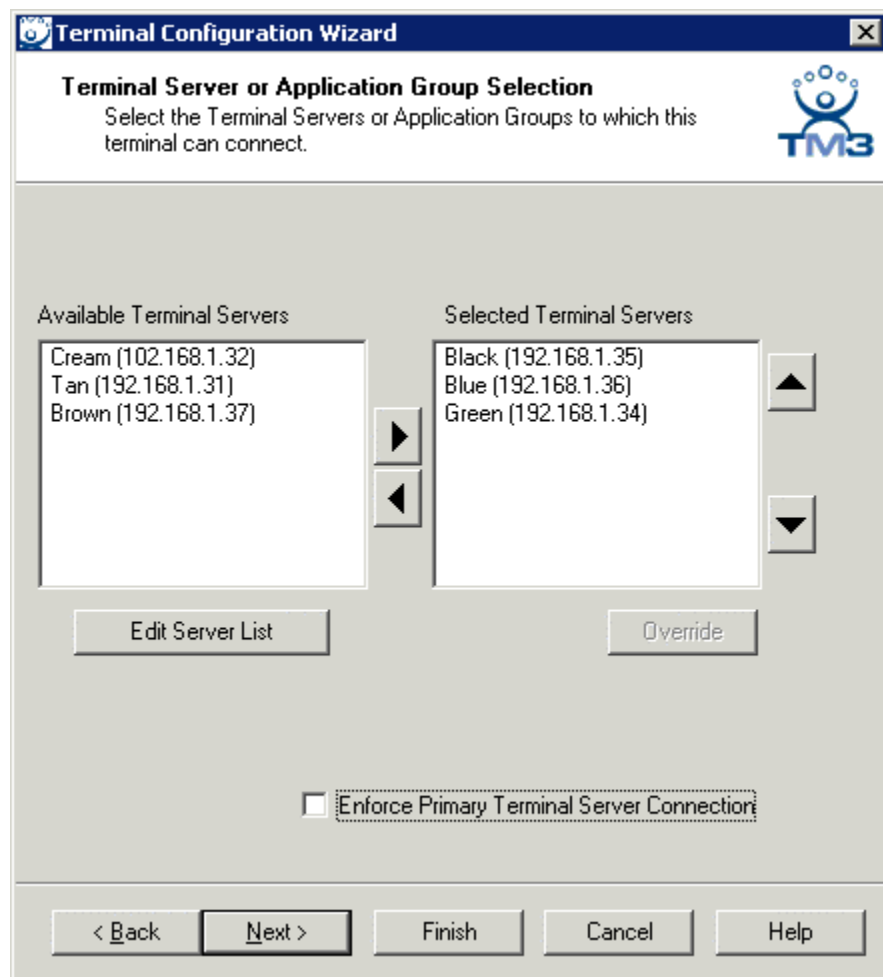 Terminal Configuration Wizard
Terminal Server or Application Group Selection
Select the Terminal Servers or Application Groups to which this
terminal can connect.
TM3
Available Terminal Servers
Cream (102.168.1.32)
Tan (192.168.1.31)
Brown (192.168.1.37)
Selected Terminal Servers
Black (192.168.1.35)
Blue (192.168.1.36)
Green (192.168.1.34)
Edit Server List
Override
Enforce Primary Terminal Server Connection
< Back
Next >
Finish
Cancel
Help